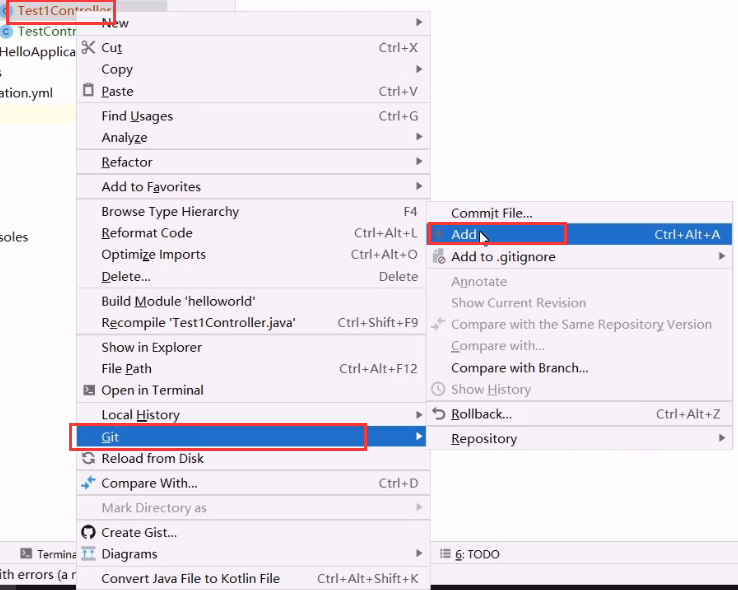 Test1Controller
TestContr
HelloApplica
ation.yml
soles
New
Cut Ctrl+X
Copy
Paste Ctrl+V
Find Usages Ctrl+G
Analyze
Refactor
Add to Favorites
Browse Type Hierarchy F4
Reformat Code Ctrl+Alt+L
Optimize Imports Ctrl+Alt+O
Delete... Delete
Build Module 'helloworld'
Recompile 'Test1Controller.java' Ctrl+Shift+F9
Show in Explorer
File Path Ctrl+Alt+F12
Open in Terminal
Local History
Git
Reload from Disk
Compare With... Ctrl+D
Mark Directory as
Create Gist...
Diagrams
Convert Java File to Kotlin File Ctrl+Alt+Shift+K
Commit File...
Add Ctrl+Alt+A
Add to .gitignore
Annotate
Show Current Revision
Compare with the Same Repository Version
Compare with...
Compare with Branch...
Show History
Rollback... Ctrl+Alt+Z
Repository
Termina
6: TODO
ith errors (a